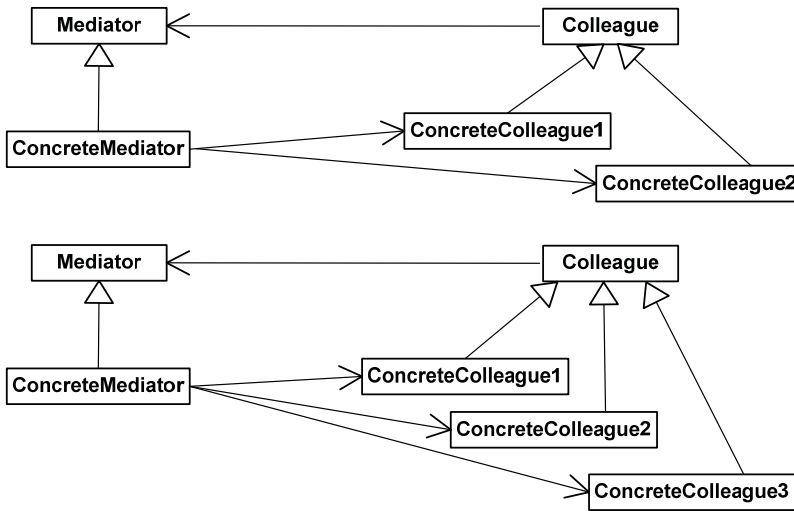 Mediator
Colleague
ConcreteColleague1
ConcreteMediator
ConcreteColleague2
Mediator
Colleague
ConcreteColleague1
ConcreteMediator
ConcreteColleague2
ConcreteColleague3